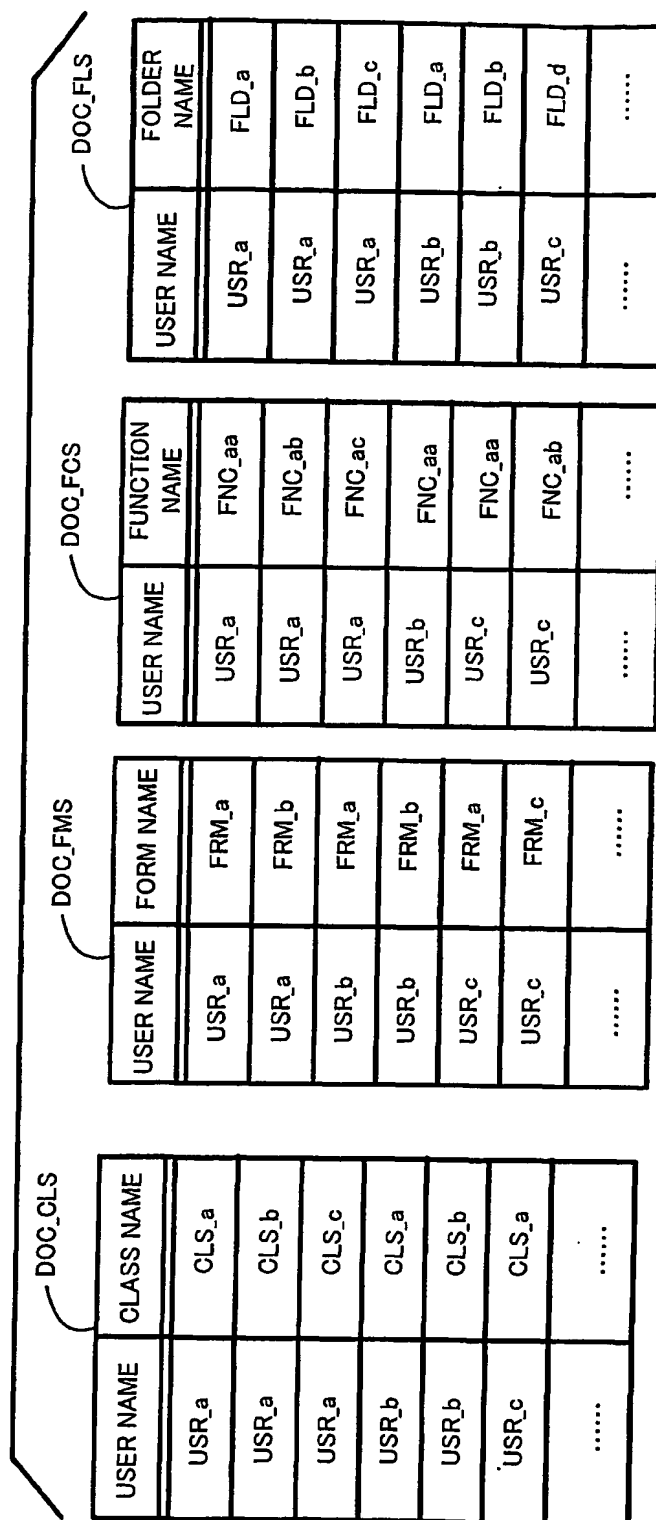 DOC_CLS
USER NAME CLASS NAME
USR_a CLS_a
USR_a CLS_b
USR_a CLS_c
USR_b CLS_a
USR_b CLS_b
USR_c CLS_a
...... ......
DOC_FMS
USER NAME FORM NAME
USR_a FRM_a
USR_a FRM_b
USR_b FRM_a
USR_b FRM_b
USR_c FRM_a
USR_c FRM_c
...... ......
DOC_FCS
USER NAME FUNCTION
NAME
USR_a FNC_aa
USR_a FNC_ab
USR_a FNC_ac
USR_b FNC_aa
USR_c FNC_aa
USR_c FNC_ab
...... ......
DOC_FLS
USER NAME FOLDER
NAME
USR_a FLD_a
USR_a FLD_b
USR_a FLD_c
USR_b FLD_a
USR_b FLD_b
USR_c FLD_d
...... ......